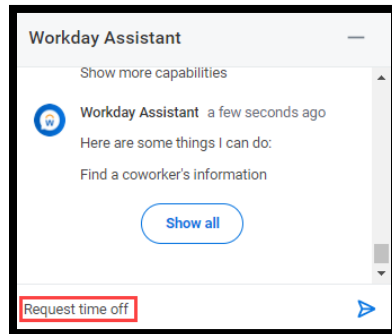 Workday Assistant
Show more capabilities
Workday Assistant a few seconds ago
Here are some things I can do:
Find a coworker's information
Show all
Request time off